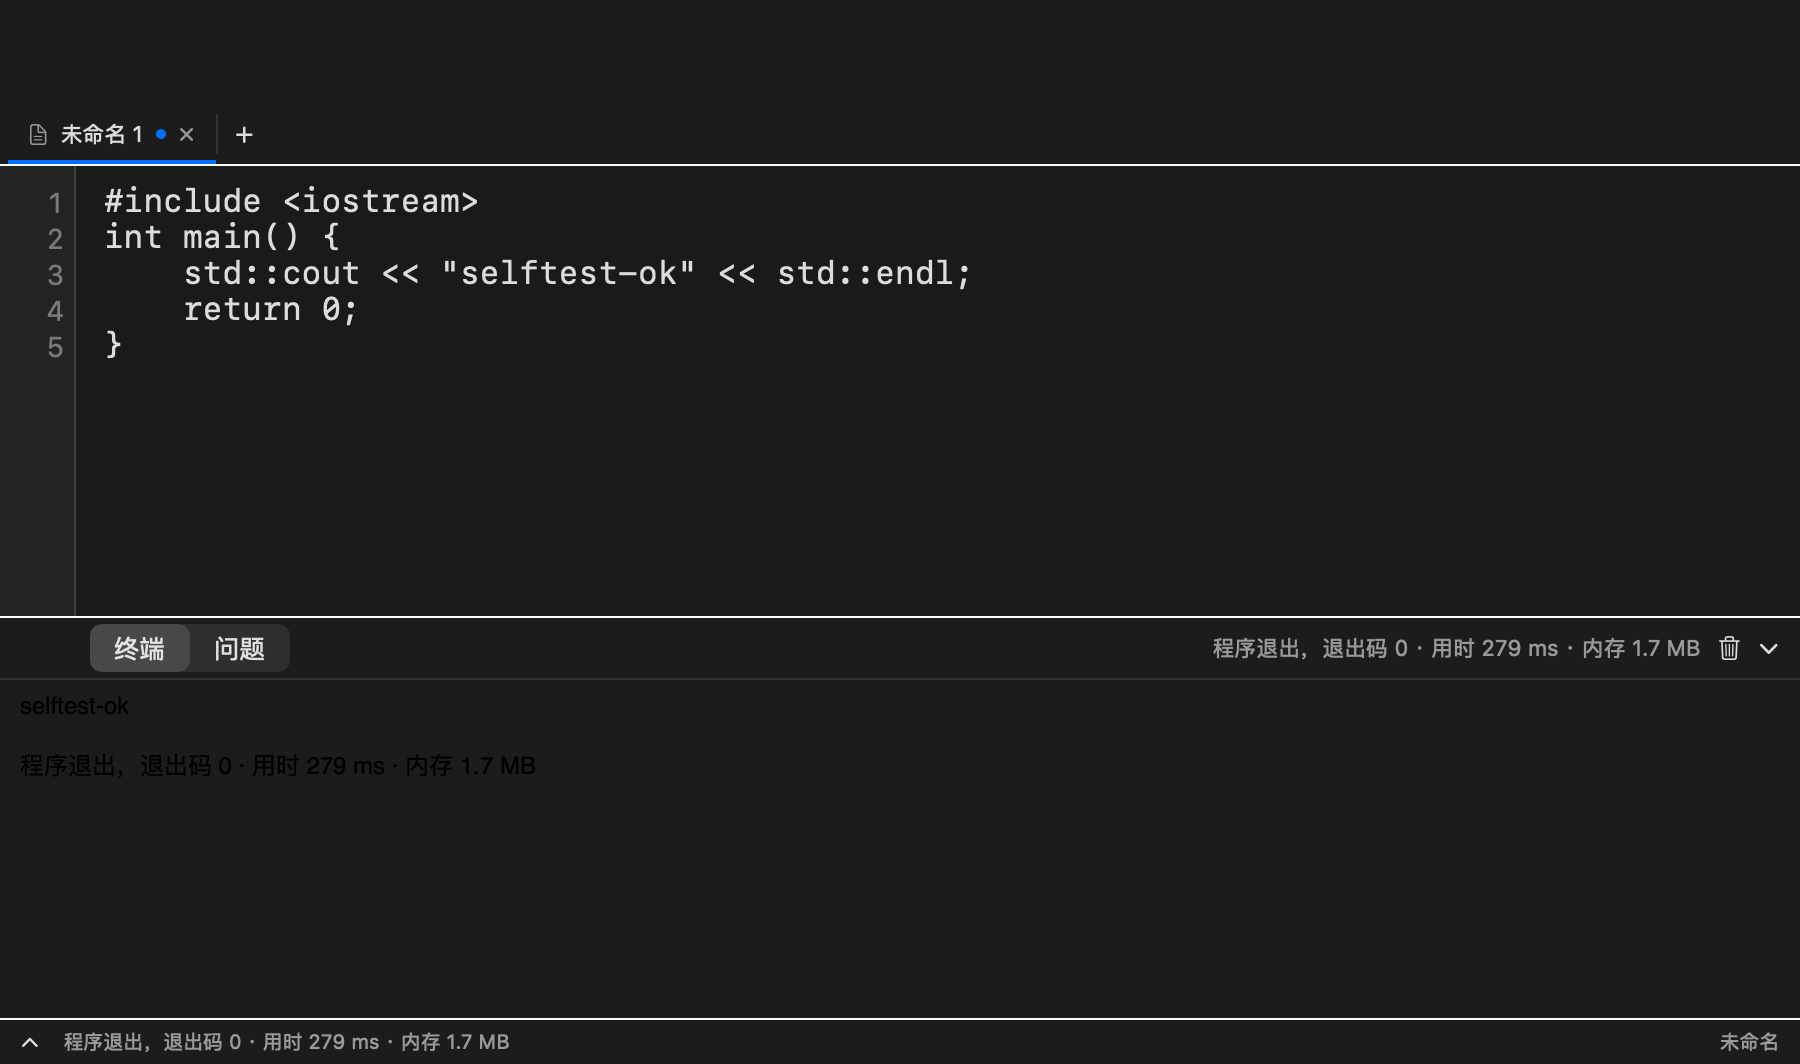 未命名 1
1 #include <iostream>
2 int main() {
3     std::cout << "selftest-ok" << std::endl;
4     return 0;
5 }
终端 问题 程序退出，退出码 0 · 用时 279 ms · 内存 1.7 MB
selftest-ok
程序退出，退出码 0 · 用时 279 ms · 内存 1.7 MB
程序退出，退出码 0 · 用时 279 ms · 内存 1.7 MB 未命名